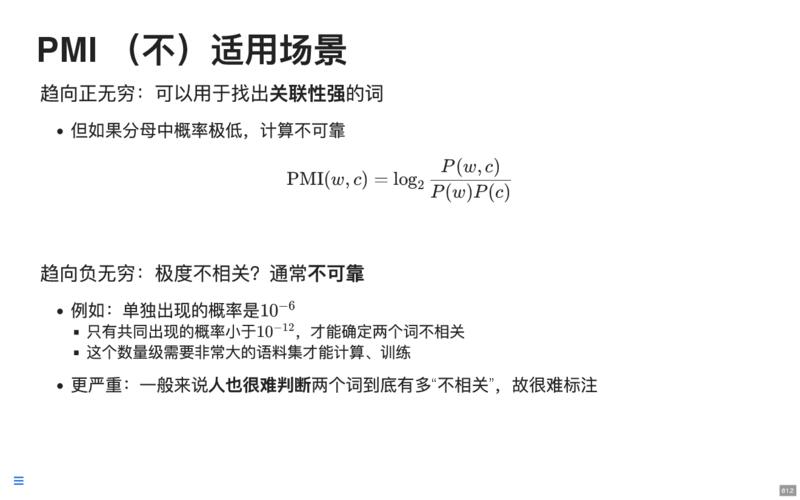 PMI （不）适用场景
趋向正无穷：可以用于找出关联性强的词
• 但如果分母中概率极低，计算不可靠
PMI(w, c) = log₂ P(w, c) / P(w)P(c)
趋向负无穷：极度不相关？通常不可靠
• 例如：单独出现的概率是10⁻⁶
▪ 只有共同出现的概率小于10⁻¹²，才能确定两个词不相关
▪ 这个数量级需要非常大的语料集才能计算、训练
• 更严重：一般来说人也很难判断两个词到底有多“不相关”，故很难标注